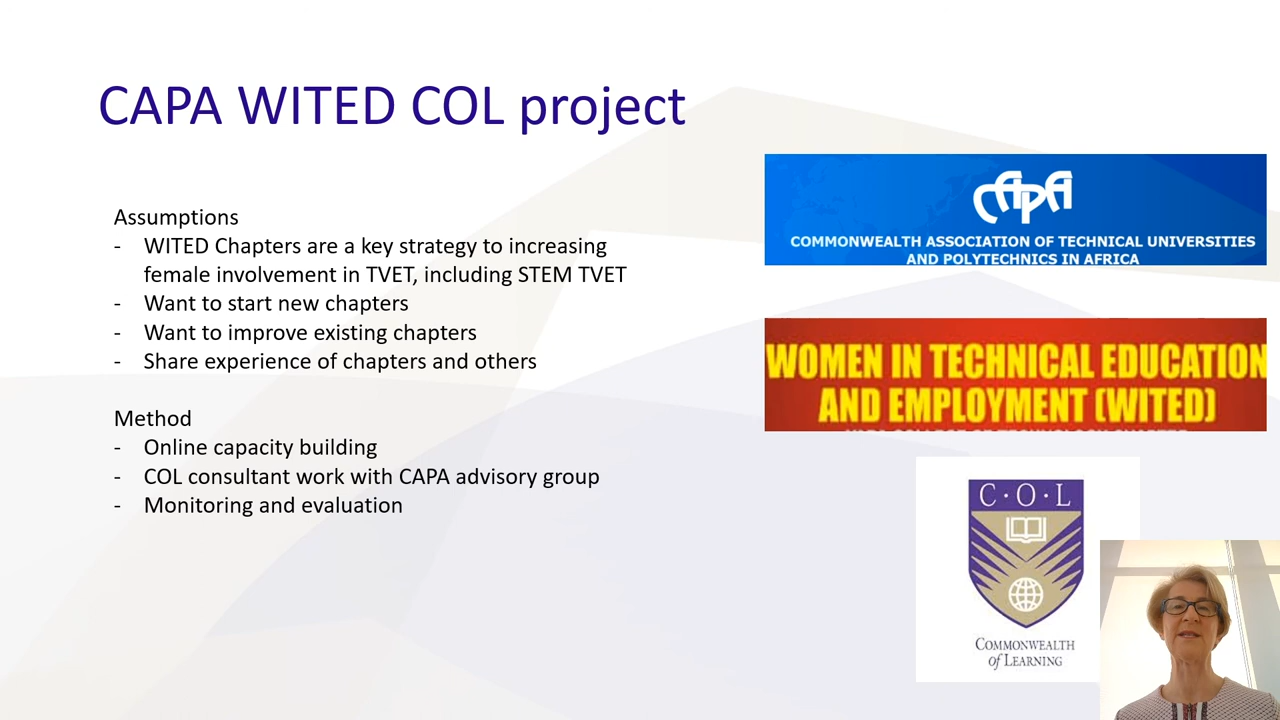 CAPA WITED COL project
Assumptions
- WITED Chapters are a key strategy to increasing
female involvement in TVET, including STEM TVET
- Want to start new chapters
- Want to improve existing chapters
- Share experience of chapters and others
Method
- Online capacity building
- COL consultant work with CAPA advisory group
- Monitoring and evaluation
CAPA
COMMONWEALTH ASSOCIATION OF TECHNICAL UNIVERSITIES
AND POLYTECHNICS IN AFRICA
WOMEN IN TECHNICAL EDUCATION
AND EMPLOYMENT (WITED)
C·O·L
COMMONWEALTH
of LEARNING